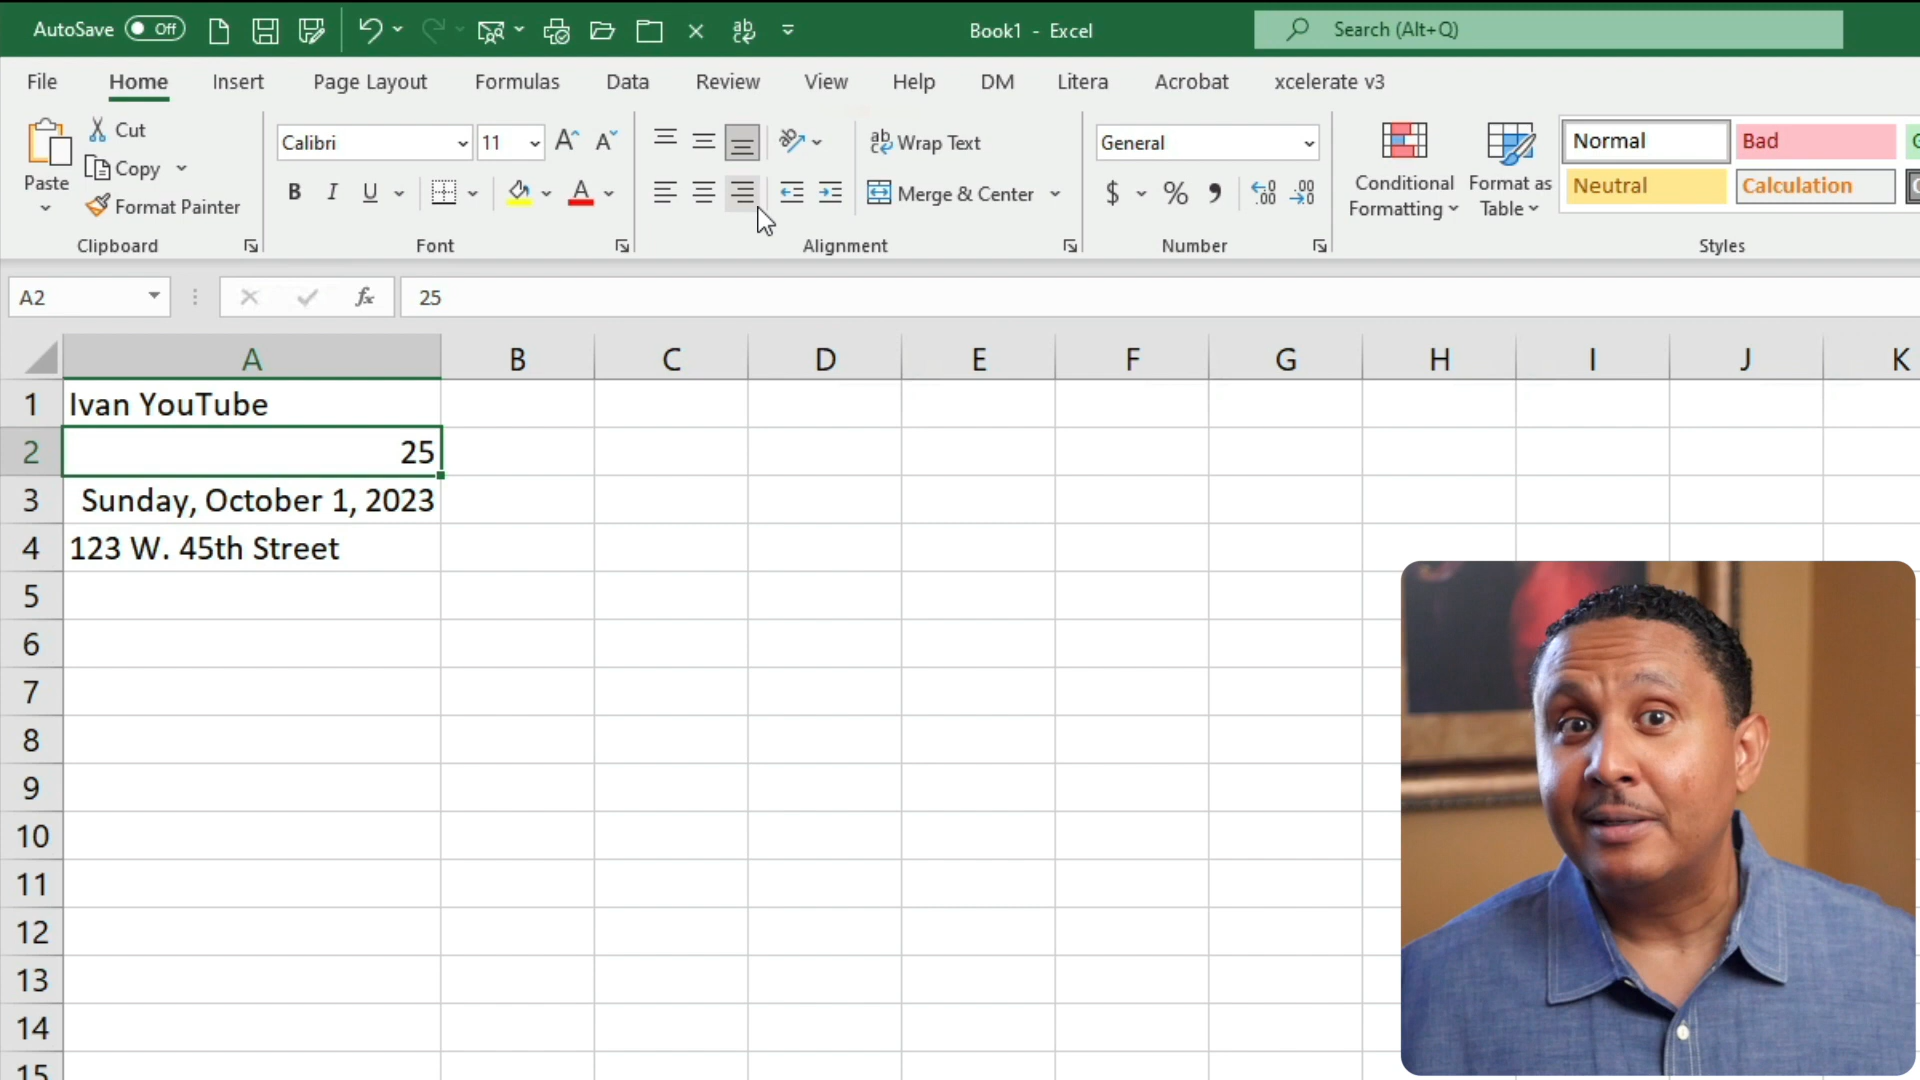 AutoSave Off Book1 - Excel Search (Alt+Q)
File Home Insert Page Layout Formulas Data Review View Help DM Litera Acrobat xcelerate v3
Paste
Cut
Copy
Format Painter
Clipboard
Calibri 11
B I U A
Font
Wrap Text
Merge & Center
Alignment
General
$ % 9
Number
Conditional Formatting
Format as Table
Normal Bad
Neutral Calculation
Styles
A2 fx 25
A B C D E F G H I J K
1 Ivan YouTube
2 25
3 Sunday, October 1, 2023
4 123 W. 45th Street
5
6
7
8
9
10
11
12
13
14
15